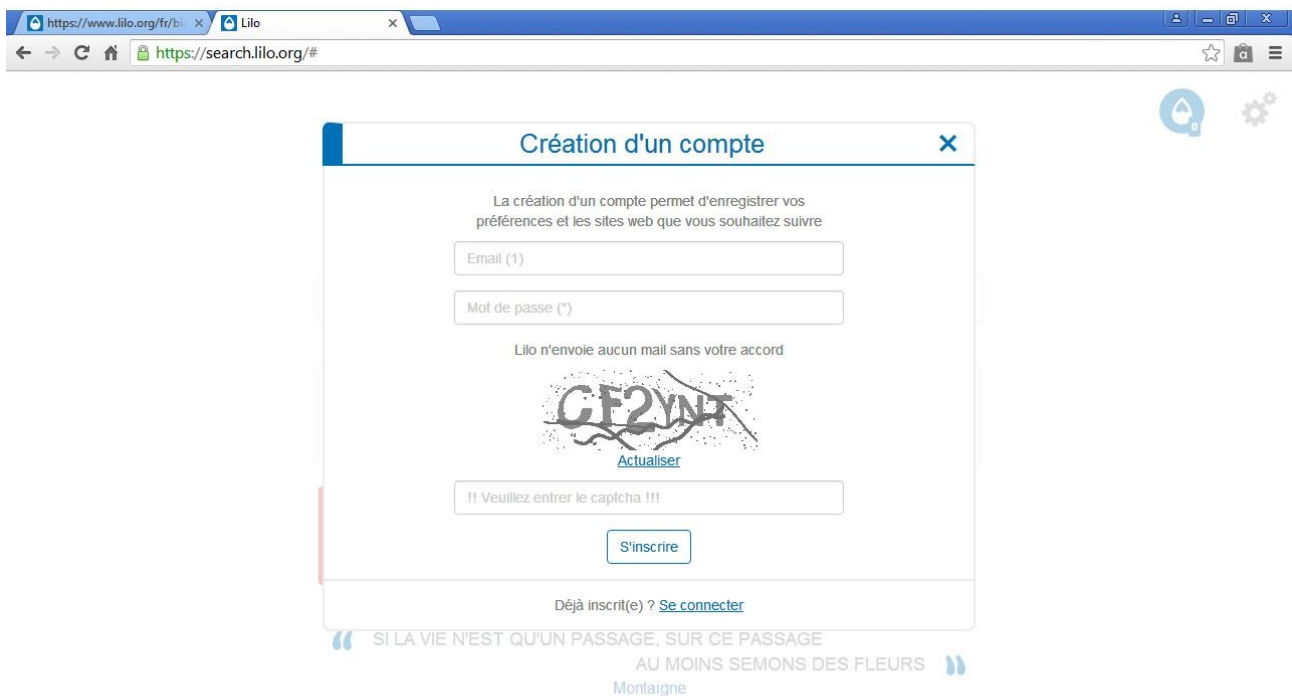 https://www.lilo.org/fr/bi
Lilo
https://search.lilo.org/#
Création d'un compte
La création d'un compte permet d'enregistrer vos
préférences et les sites web que vous souhaitez suivre
Email (1)
Mot de passe (*)
Lilo n'envoie aucun mail sans votre accord
CF2YNT
Actualiser
!! Veuillez entrer le captcha !!!
S'inscrire
Déjà inscrit(e) ? Se connecter
“ SI LA VIE N'EST QU'UN PASSAGE, SUR CE PASSAGE
AU MOINS SEMONS DES FLEURS ”
Montaigne